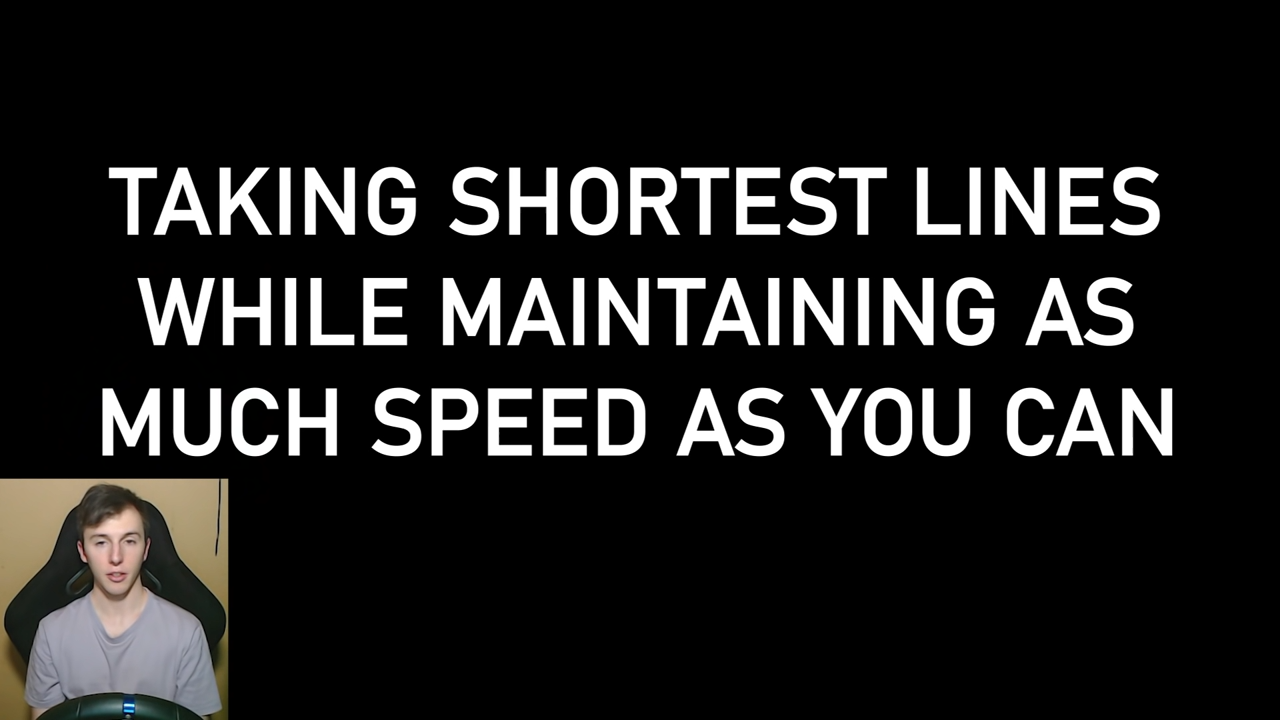 TAKING SHORTEST LINES
WHILE MAINTAINING AS
MUCH SPEED AS YOU CAN